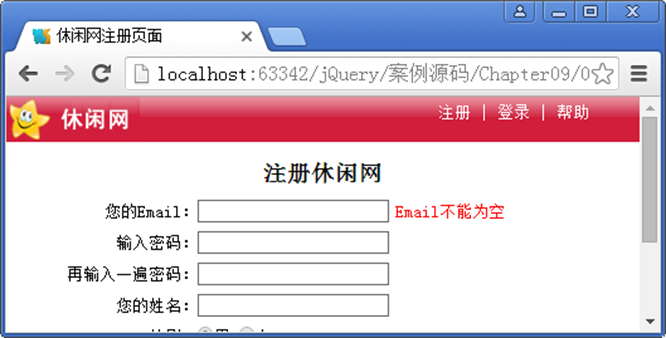 休闲网注册页面
localhost:63342/jQuery/案例源码/Chapter09/0
休闲网
注册 | 登录 | 帮助
注册休闲网
您的Email: Email不能为空
输入密码:
再输入一遍密码:
您的姓名: